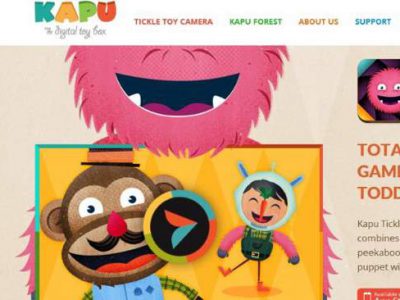 KAPU
The digital toy box
TICKLE TOY CAMERA
KAPU FOREST
ABOUT US
SUPPORT
TOTA
GAME
TODD
Kapu Tickl
combines
peekaboo
puppet wi
Available o